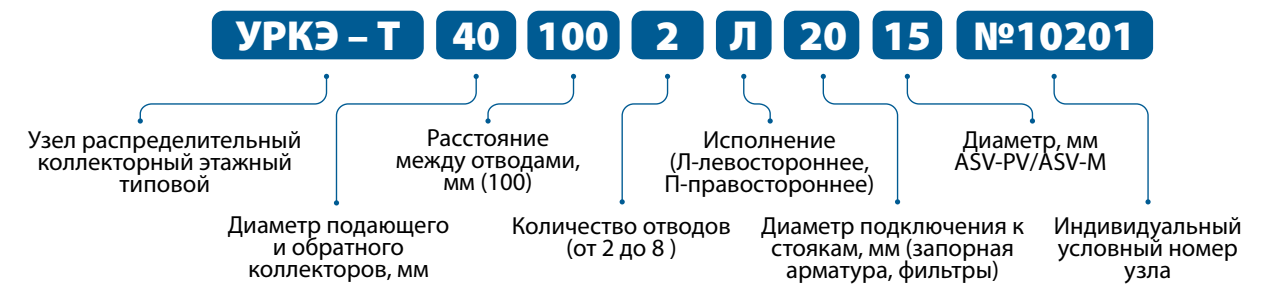 УРКЭ – Т 40 100 2 Л 20 15 №10201
Узел распределительный
коллекторный этажный
типовой
Диаметр подающего
и обратного
коллекторов, мм
Расстояние
между отводами,
мм (100)
Количество отводов
(от 2 до 8 )
Исполнение
(Л-левостороннее,
П-правостороннее)
Диаметр подключения к
стоякам, мм (запорная
арматура, фильтры)
Диаметр, мм
ASV-PV/ASV-M
Индивидуальный
условный номер
узла